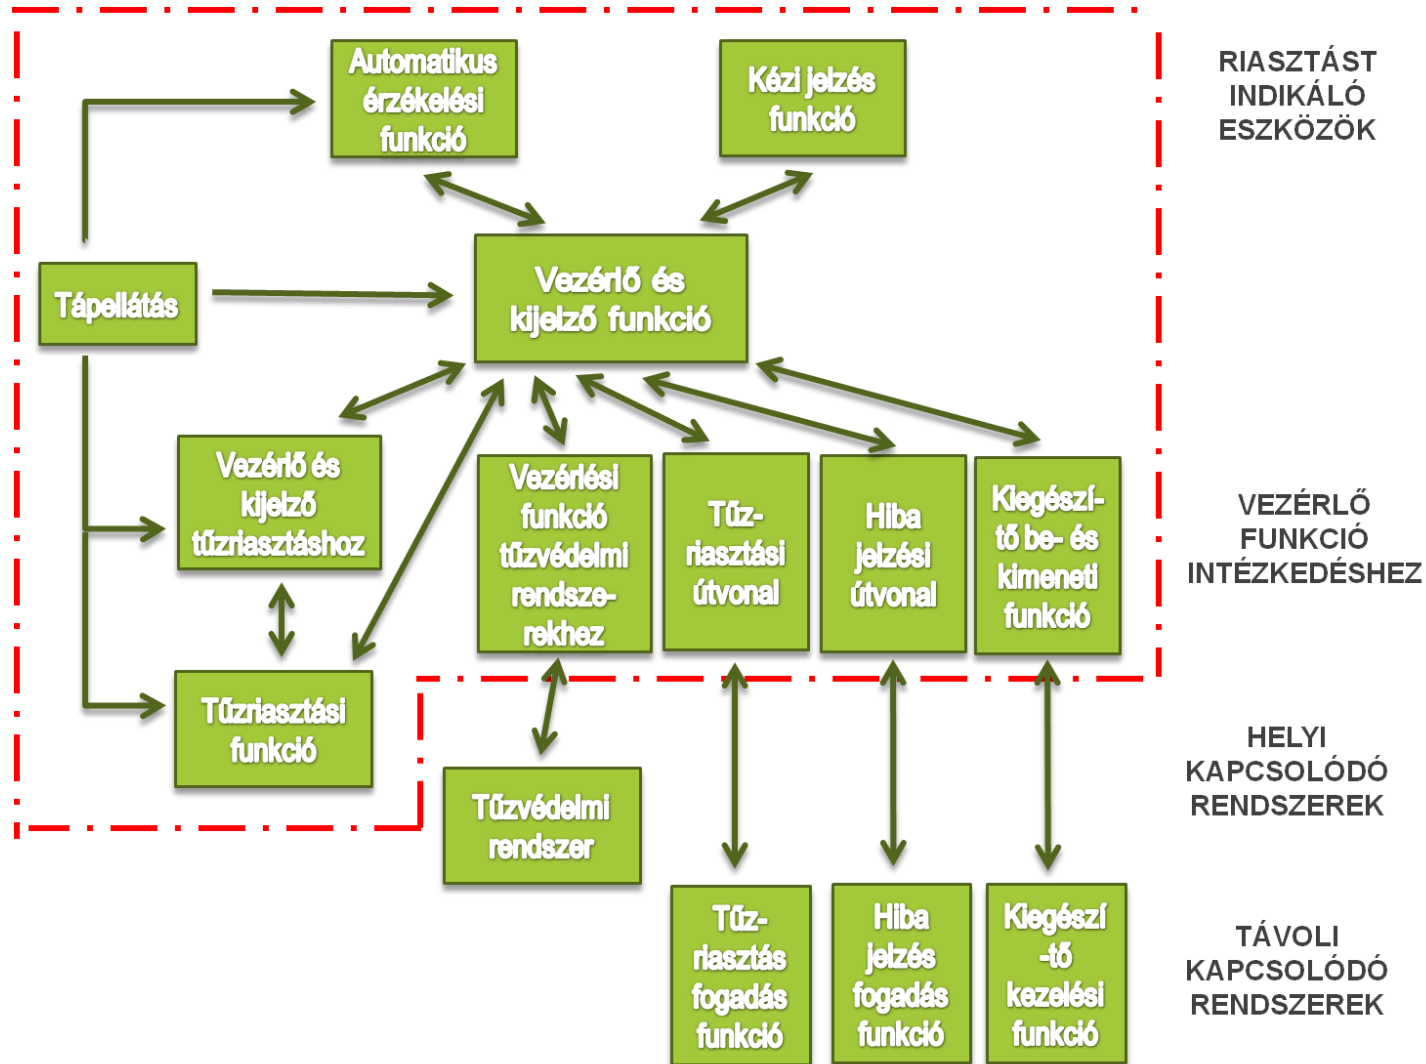 Automatikus
érzékelési
funkció
Kézi jelzés
funkció
RIASZTÁST
INDIKÁLÓ
ESZKÖZÖK
Tápellátás
Vezérlő és
kijelző funkció
Vezérlő és
kijelző
tűzriasztáshoz
Vezérlési
funkció
tűzvédelmi
rendsze-
rekhez
Tűz-
riasztási
útvonal
Hiba
jelzési
útvonal
Kiegészí-
tő be- és
kimeneti
funkció
VEZÉRLŐ
FUNKCIÓ
INTÉZKEDÉSHEZ
Tűzriasztási
funkció
Tűzvédelmi
rendszer
HELYI
KAPCSOLÓDÓ
RENDSZEREK
Tűz-
riasztás
fogadás
funkció
Hiba
jelzés
fogadás
funkció
Kiegészí
-tő
kezelési
funkció
TÁVOLI
KAPCSOLÓDÓ
RENDSZEREK